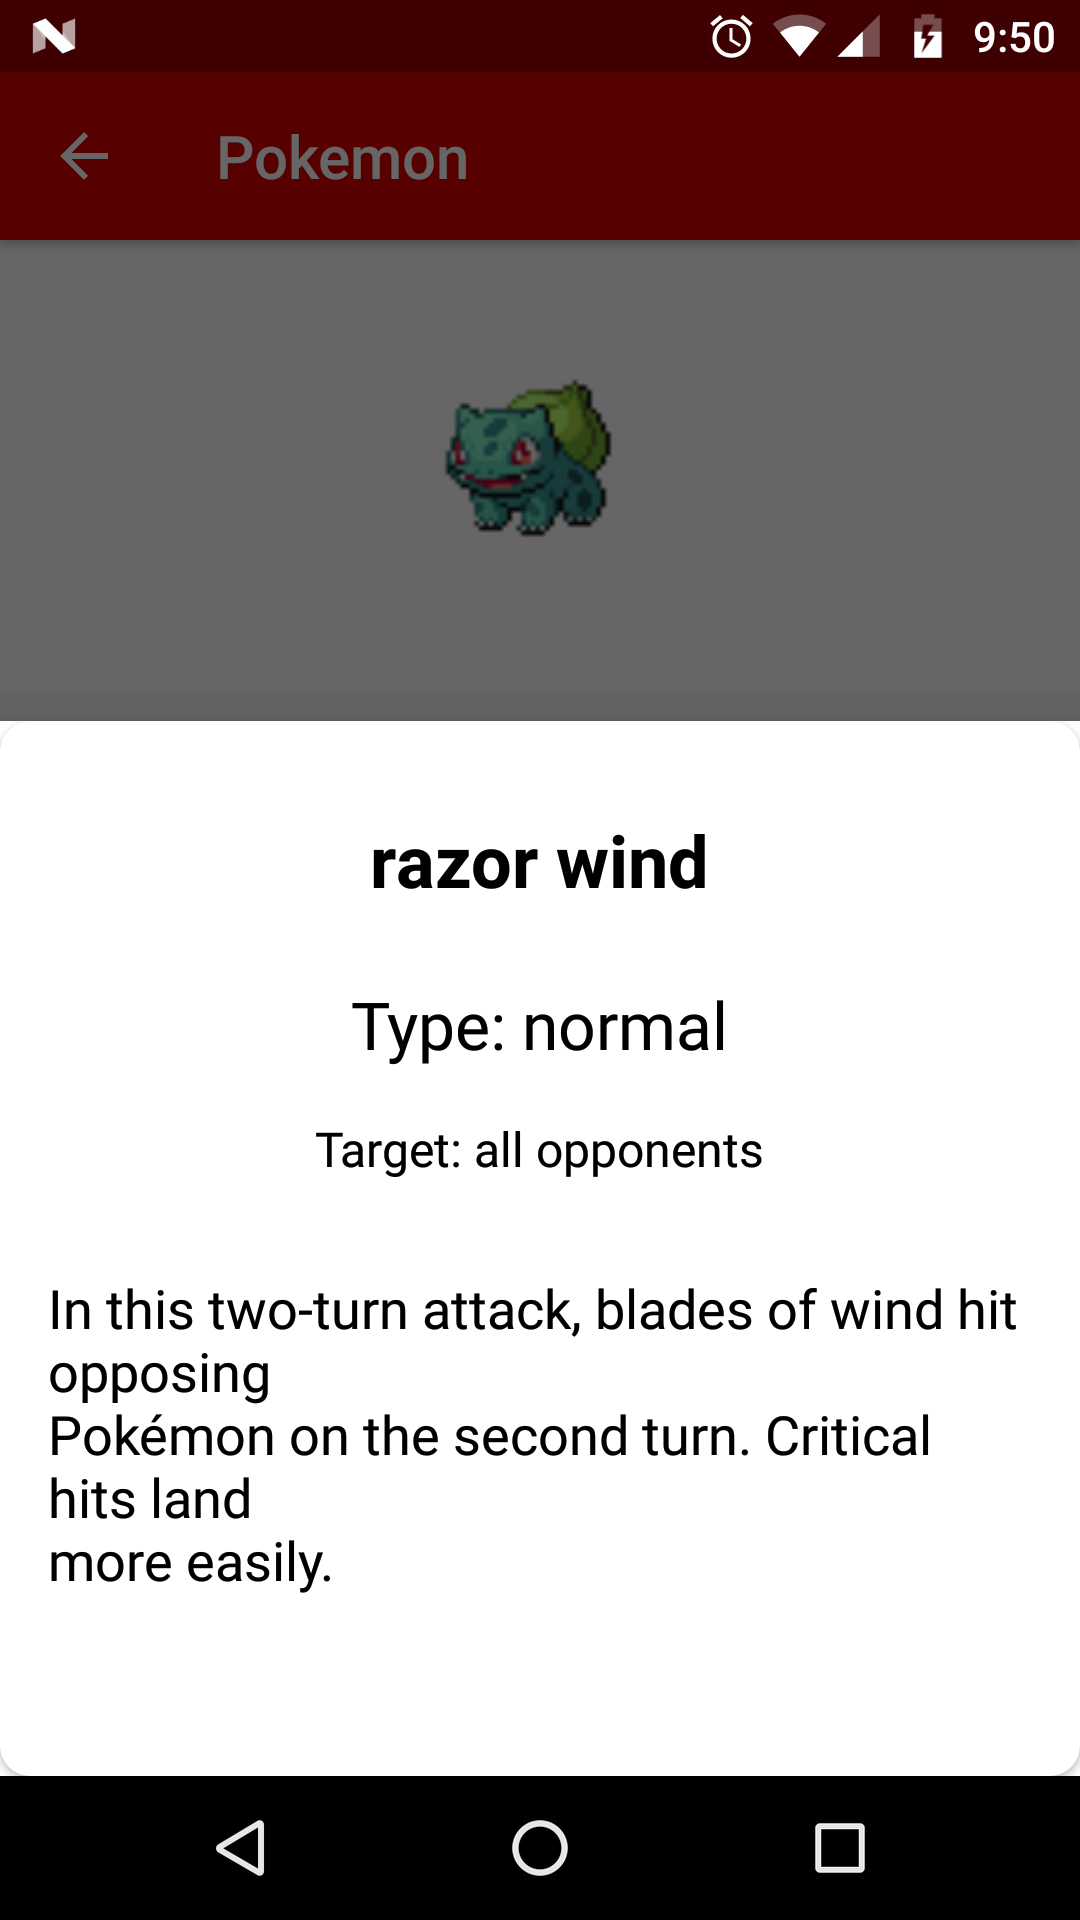 9:50
Pokemon
razor wind
Type: normal
Target: all opponents
In this two-turn attack, blades of wind hit
opposing
Pokémon on the second turn. Critical
hits land
more easily.